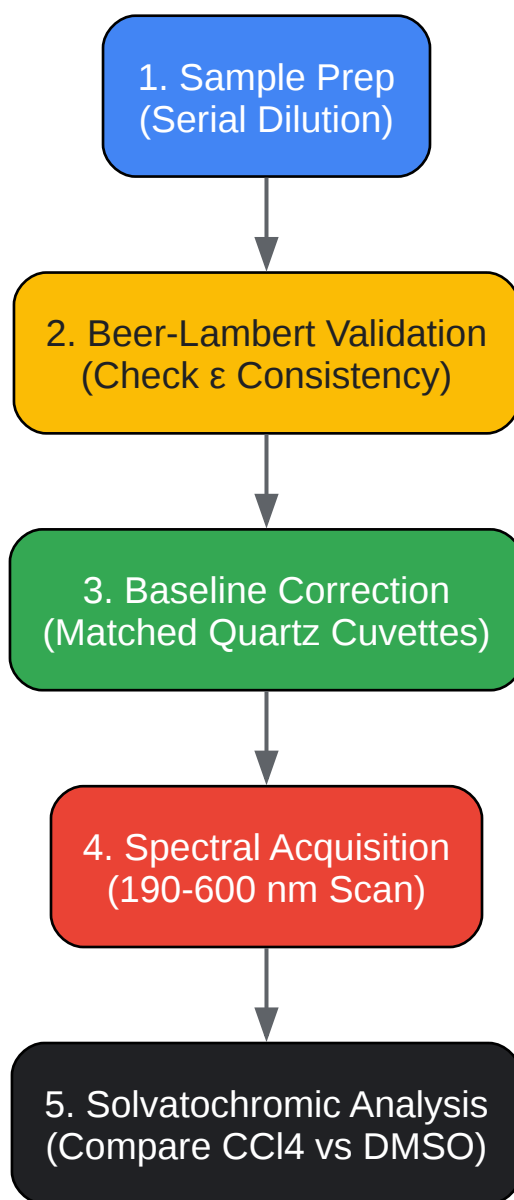 1. Sample Prep
(Serial Dilution)
2. Beer-Lambert Validation
(Check ε Consistency)
3. Baseline Correction
(Matched Quartz Cuvettes)
4. Spectral Acquisition
(190-600 nm Scan)
5. Solvatochromic Analysis
(Compare CCl4 vs DMSO)